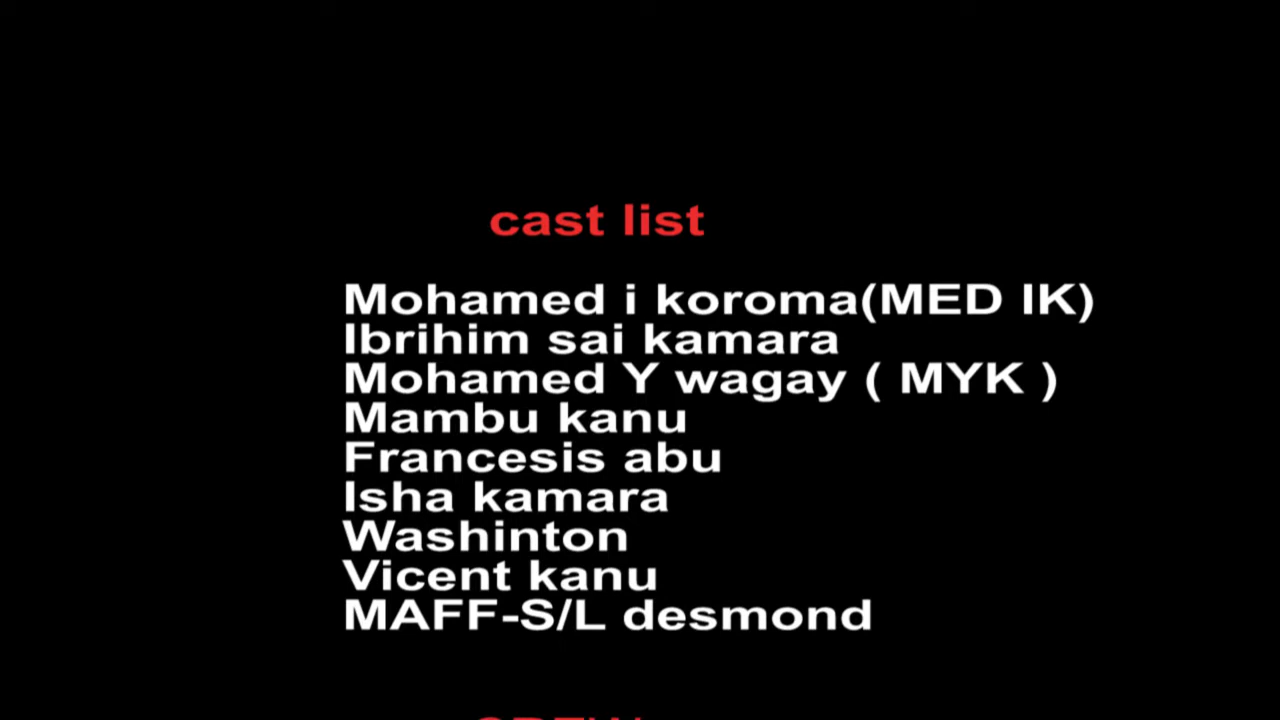 cast list
Mohamed i koroma(MED IK)
Ibrihim sai kamara
Mohamed Y wagay ( MYK )
Mambu kanu
Francesis abu
Isha kamara
Washinton
Vicent kanu
MAFF-S/L desmond